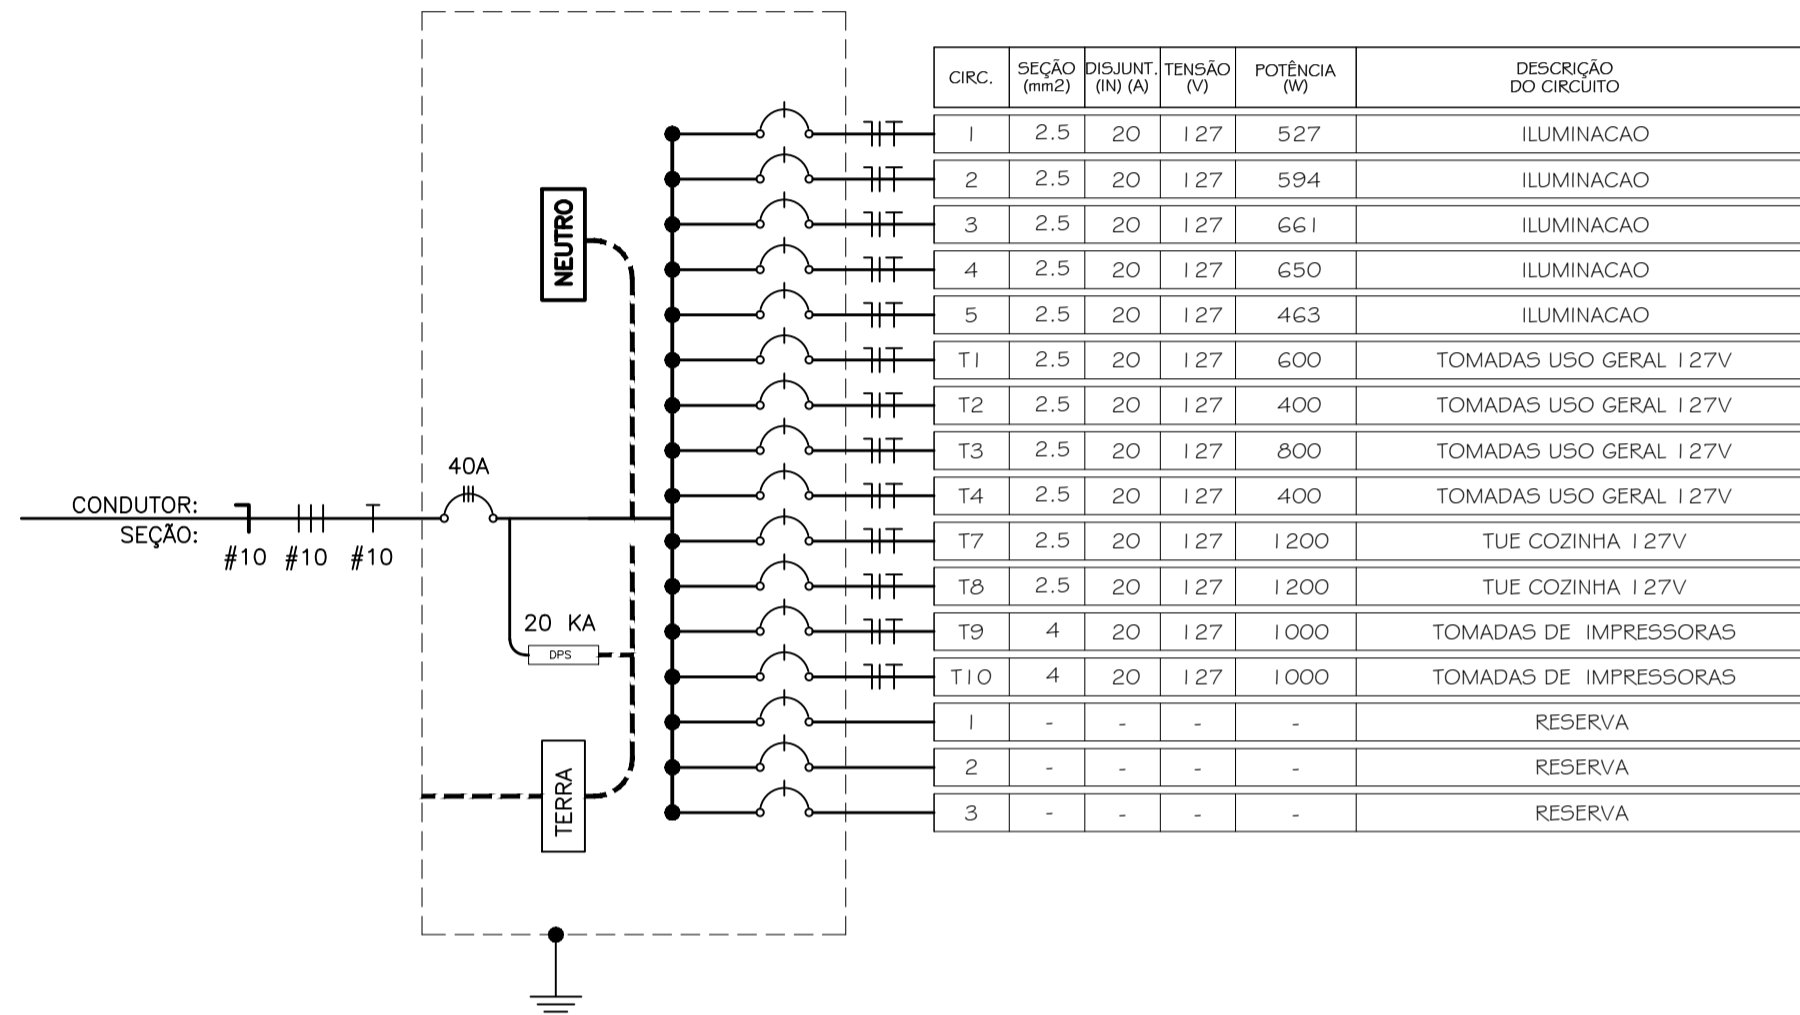 CIRC. SEÇÃO (mm2) DISJUNT. (IN) (A) TENSÃO (V) POTÊNCIA (W) DESCRIÇÃO DO CIRCUITO
1 2.5 20 127 527 ILUMINACAO
2 2.5 20 127 594 ILUMINACAO
3 2.5 20 127 661 ILUMINACAO
4 2.5 20 127 650 ILUMINACAO
5 2.5 20 127 463 ILUMINACAO
T1 2.5 20 127 600 TOMADAS USO GERAL 127V
T2 2.5 20 127 400 TOMADAS USO GERAL 127V
T3 2.5 20 127 800 TOMADAS USO GERAL 127V
T4 2.5 20 127 400 TOMADAS USO GERAL 127V
T7 2.5 20 127 1200 TUE COZINHA 127V
T8 2.5 20 127 1200 TUE COZINHA 127V
T9 4 20 127 1000 TOMADAS DE IMPRESSORAS
T10 4 20 127 1000 TOMADAS DE IMPRESSORAS
1 - - - - RESERVA
2 - - - - RESERVA
3 - - - - RESERVA
NEUTRO
40A
CONDUTOR:
SEÇÃO:
#10 #10 #10
20 KA
DPS
TERRA